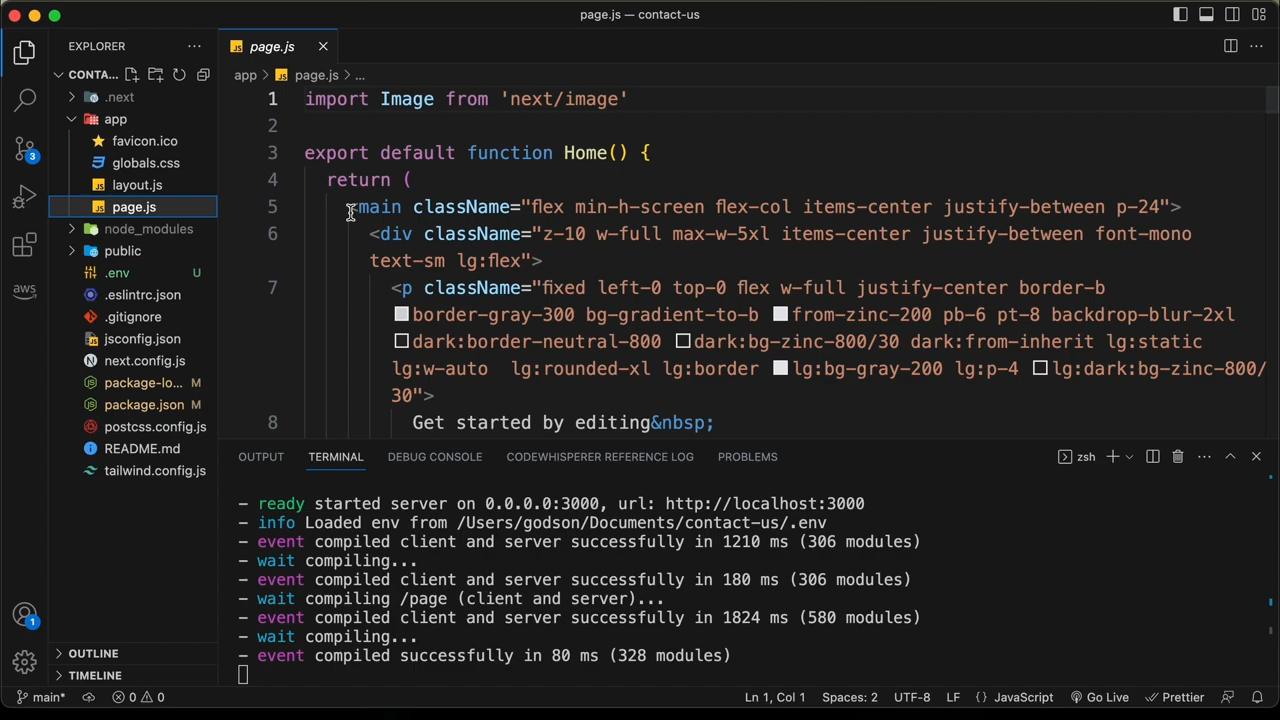 page.js — contact-us
EXPLORER
page.js
CONTA...
app
page.js
...
.next
app
favicon.ico
globals.css
layout.js
page.js
node_modules
public
.env U
.eslintrc.json
.gitignore
jsconfig.json
next.config.js
package-lo... M
package.json M
postcss.config.js
README.md
tailwind.config.js
OUTLINE
TIMELINE
3
aws
1
1 import Image from 'next/image'
2
3 export default function Home() {
4 return (
5 <main className="flex min-h-screen flex-col items-center justify-between p-24">
6 <div className="z-10 w-full max-w-5xl items-center justify-between font-mono
text-sm lg:flex">
7 <p className="fixed left-0 top-0 flex w-full justify-center border-b
border-gray-300 bg-gradient-to-b from-zinc-200 pb-6 pt-8 backdrop-blur-2xl
dark:border-neutral-800 dark:bg-zinc-800/30 dark:from-inherit lg:static
lg:w-auto lg:rounded-xl lg:border lg:bg-gray-200 lg:p-4 lg:dark:bg-zinc-800/
30">
8 Get started by editing&nbsp;
OUTPUT TERMINAL DEBUG CONSOLE CODEWHISPERER REFERENCE LOG PROBLEMS zsh
- ready started server on 0.0.0.0:3000, url: http://localhost:3000
- info Loaded env from /Users/godson/Documents/contact-us/.env
- event compiled client and server successfully in 1210 ms (306 modules)
- wait compiling...
- event compiled client and server successfully in 180 ms (306 modules)
- wait compiling /page (client and server)...
- event compiled client and server successfully in 1824 ms (580 modules)
- wait compiling...
- event compiled successfully in 80 ms (328 modules)
main* 0 0 Ln 1, Col 1 Spaces: 2 UTF-8 LF {} JavaScript Go Live Prettier